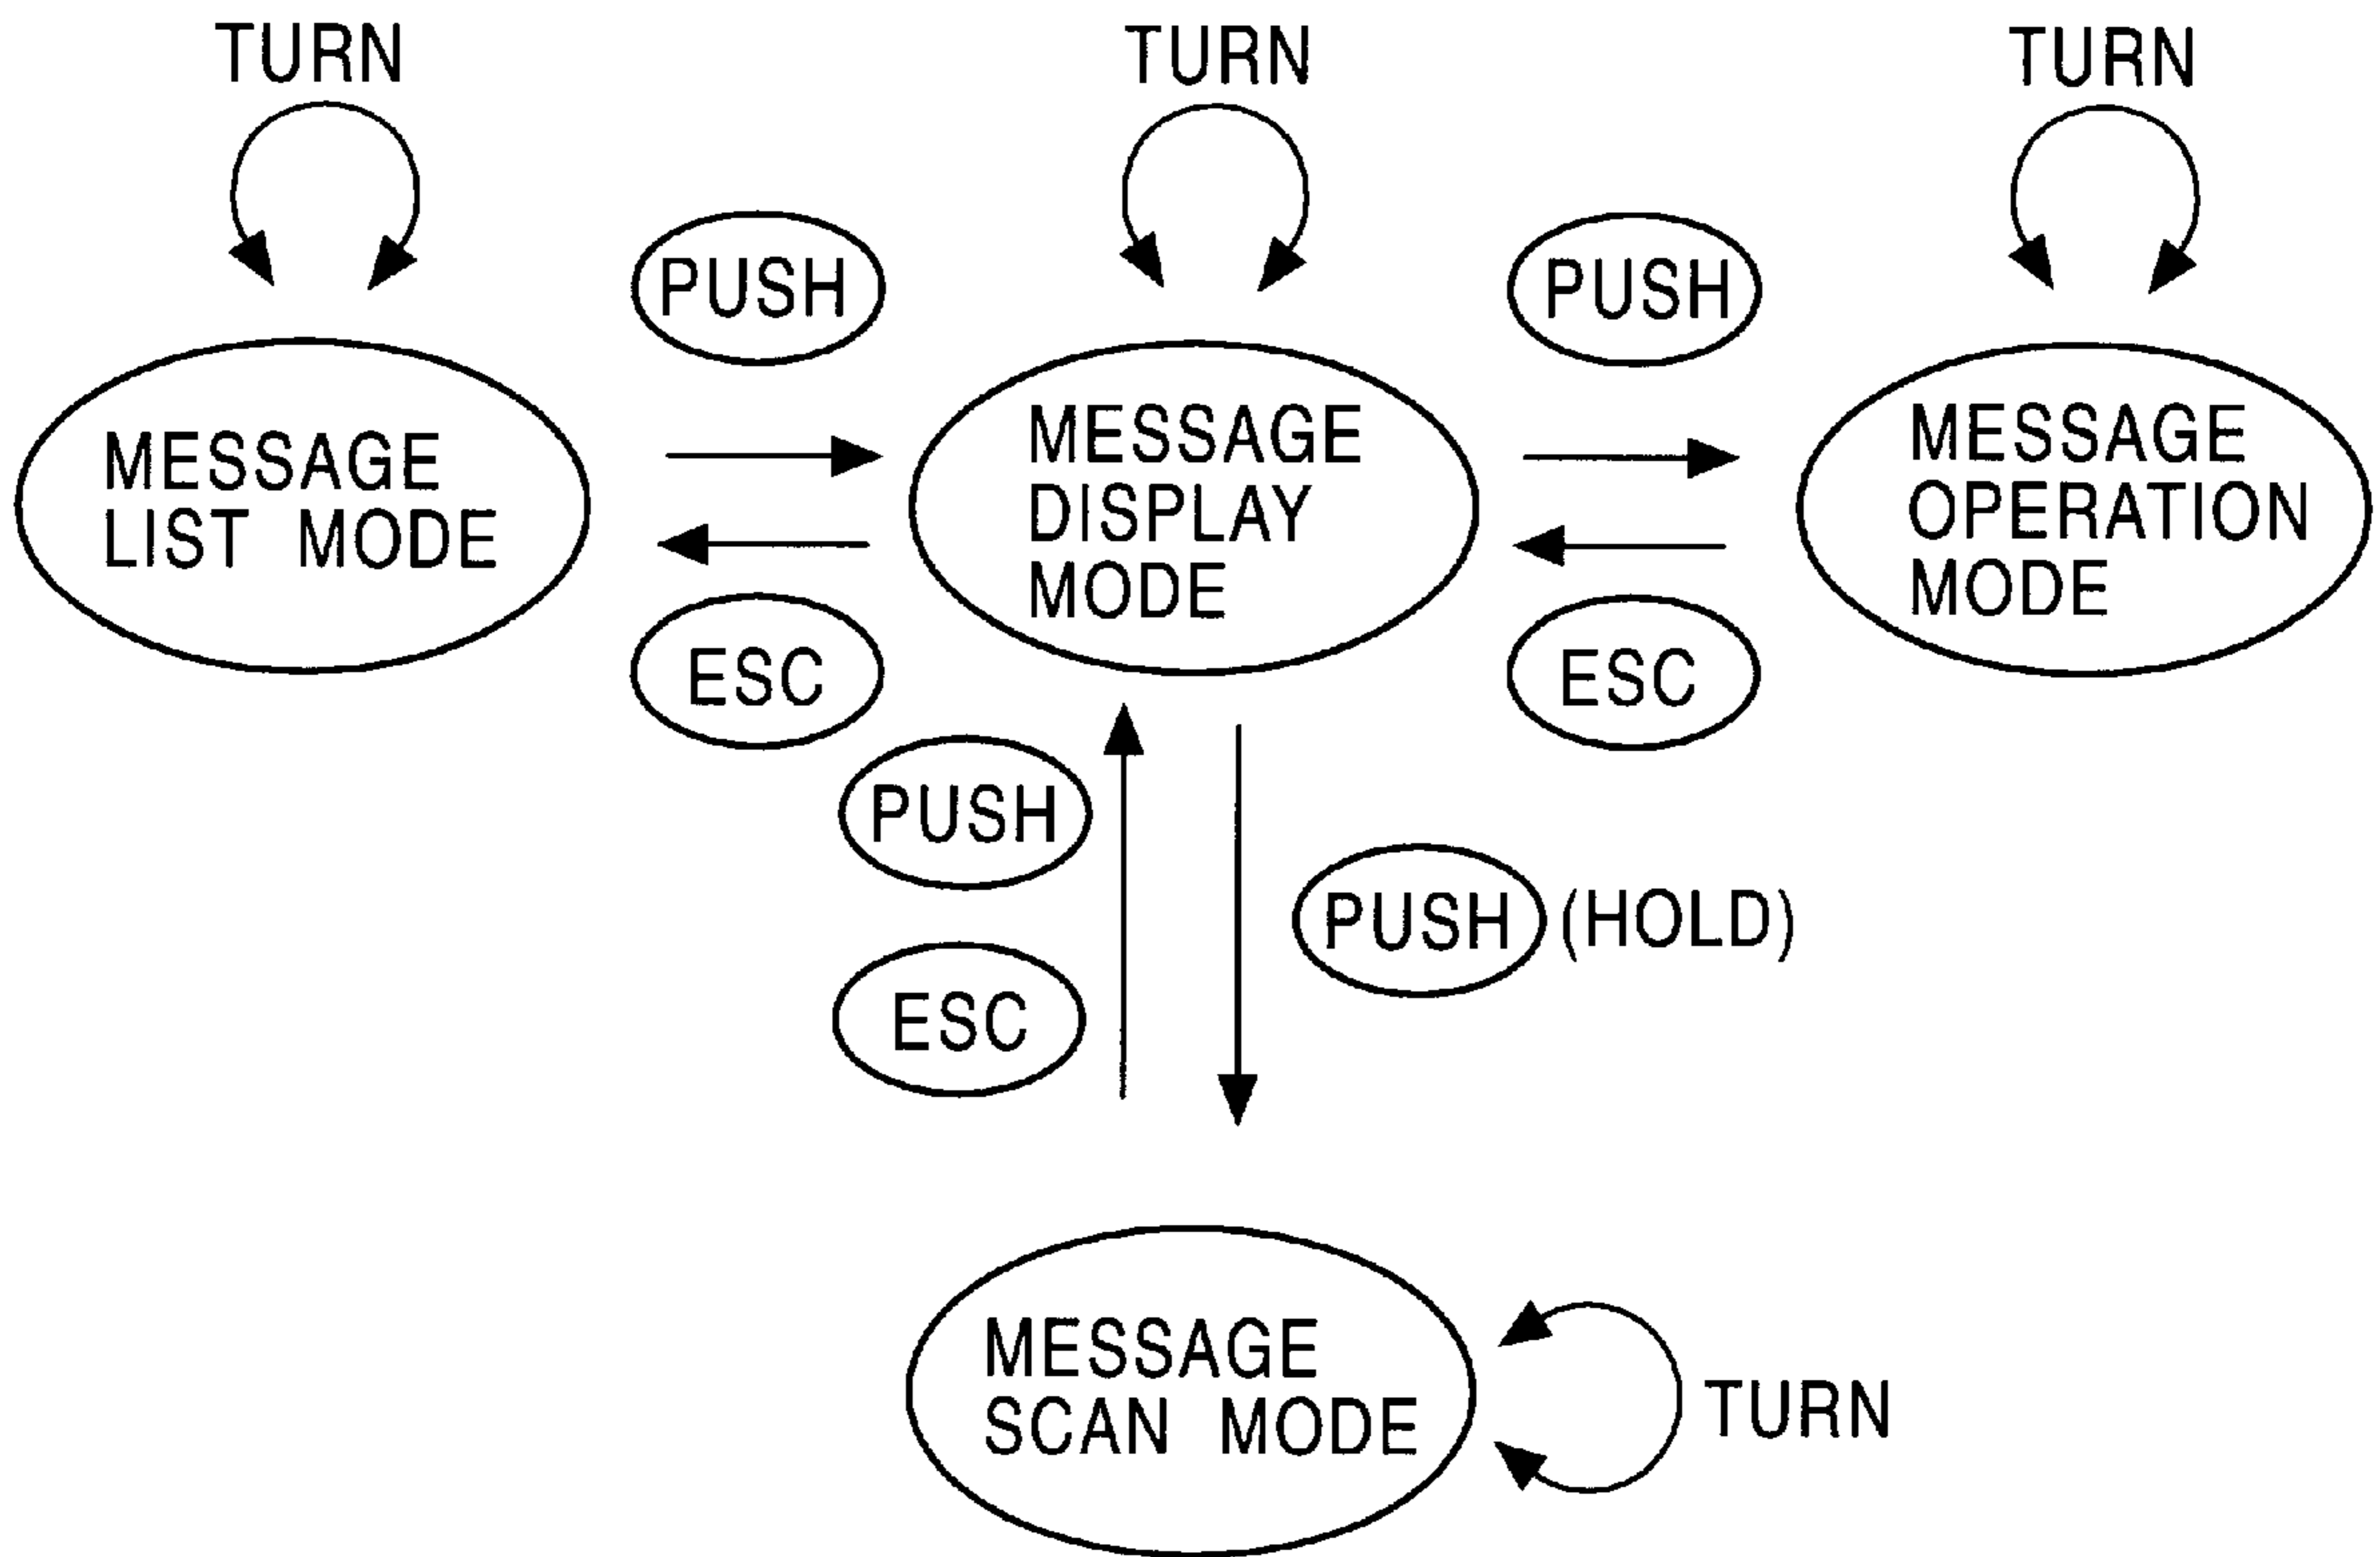 TURN
TURN
TURN
PUSH
PUSH
MESSAGE
LIST MODE
MESSAGE
DISPLAY
MODE
MESSAGE
OPERATION
MODE
ESC
ESC
PUSH
PUSH (HOLD)
ESC
MESSAGE
SCAN MODE
TURN